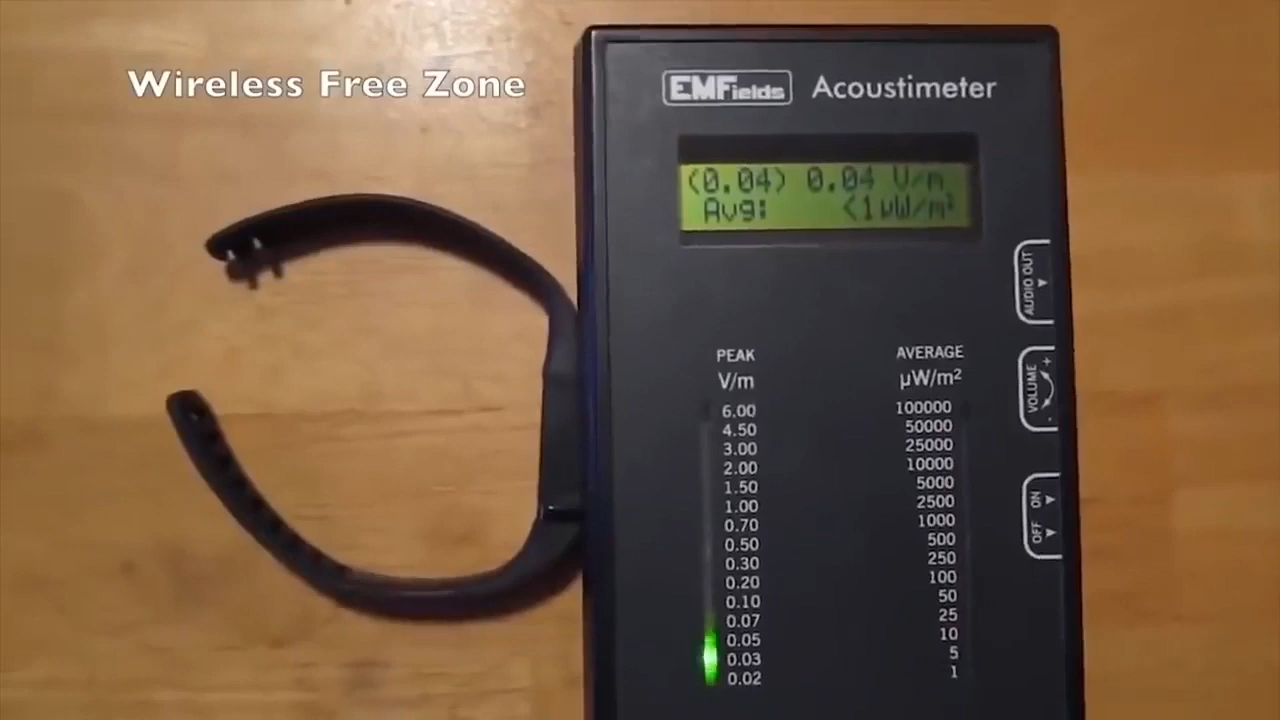 Wireless Free Zone
EMFields Acoustimeter
(0.04) 0.04 V/m
Avg: <1µW/m²
AUDIO OUT
VOLUME
+
-
OFF ON
PEAK
V/m
6.00
4.50
3.00
2.00
1.50
1.00
0.70
0.50
0.30
0.20
0.10
0.07
0.05
0.03
0.02
AVERAGE
µW/m²
100000
50000
25000
10000
5000
2500
1000
500
250
100
50
25
10
5
1